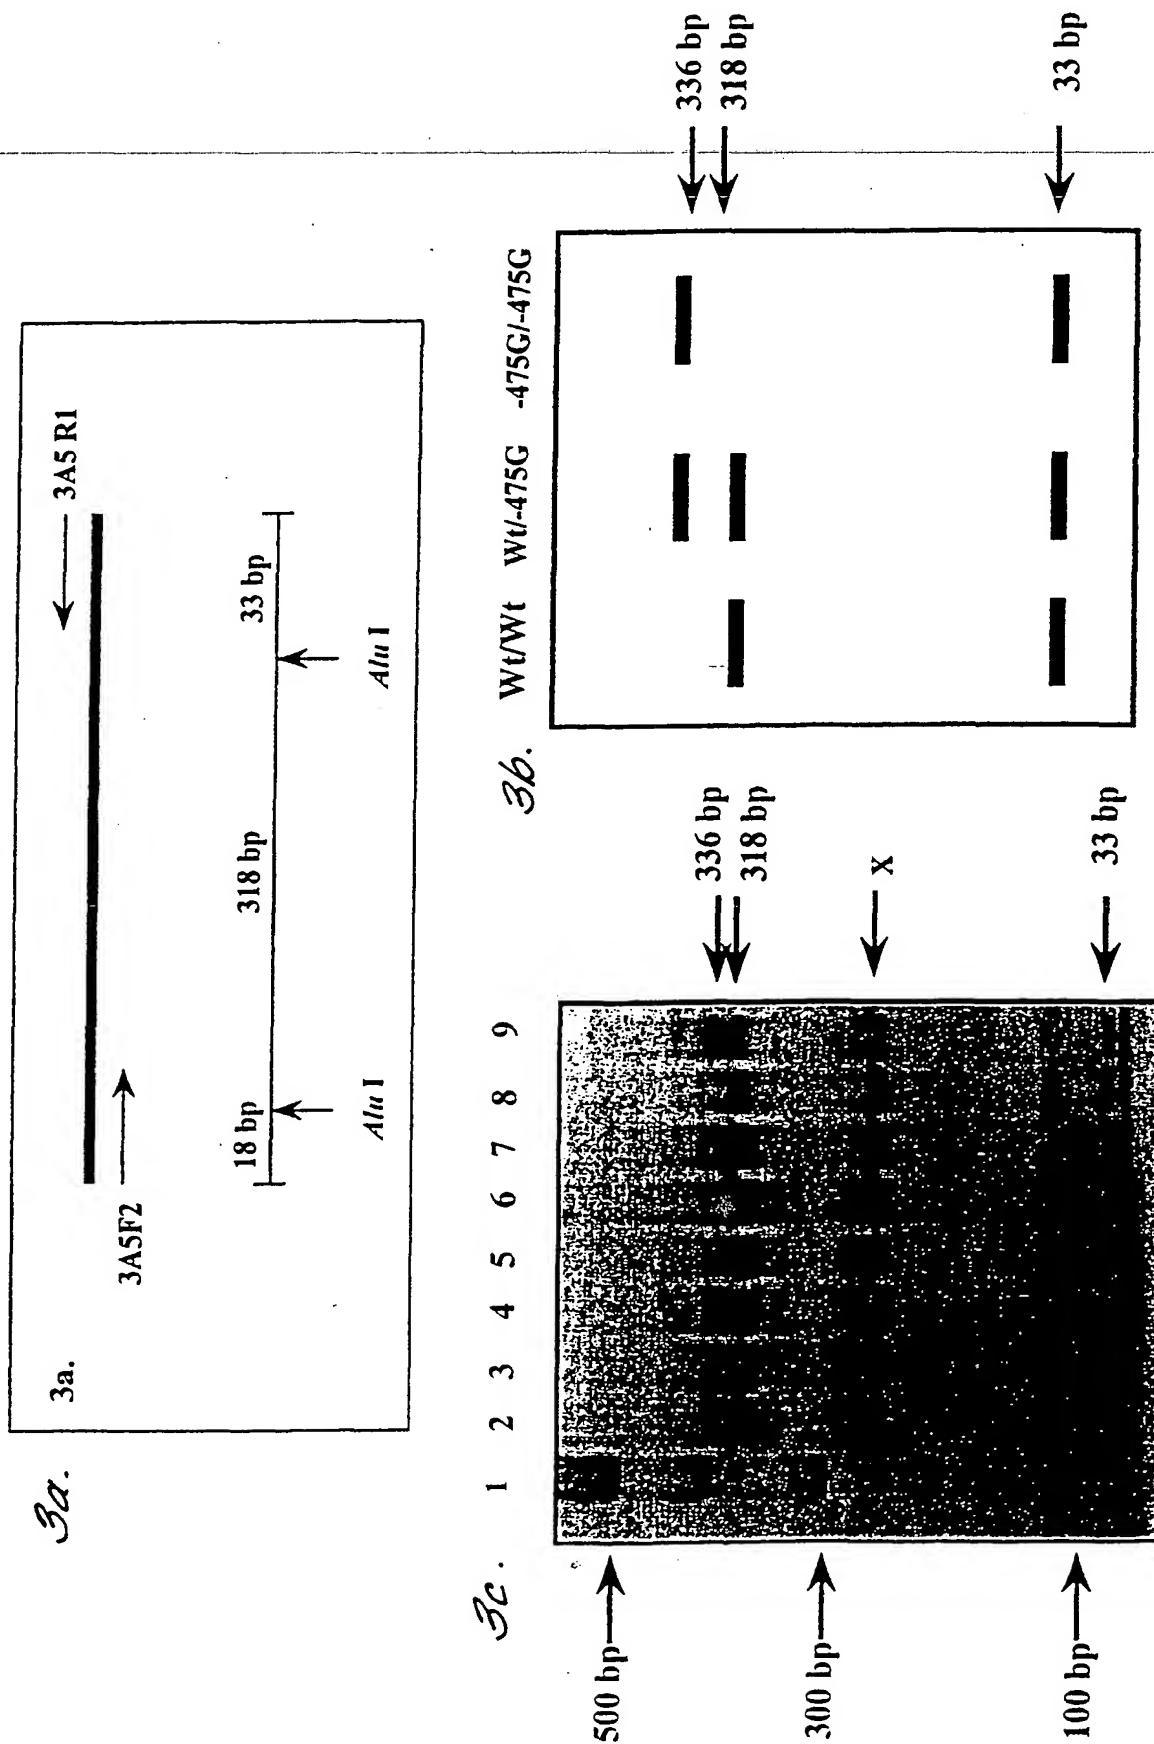 3a.
3a.
3A5F2
3A5 R1
18 bp
318 bp
33 bp
Alu I
Alu I
3b.
Wt/Wt Wt/-475G -475G/-475G
336 bp
318 bp
33 bp
3c.
1 2 3 4 5 6 7 8 9
500 bp
300 bp
100 bp
336 bp
318 bp
X
33 bp